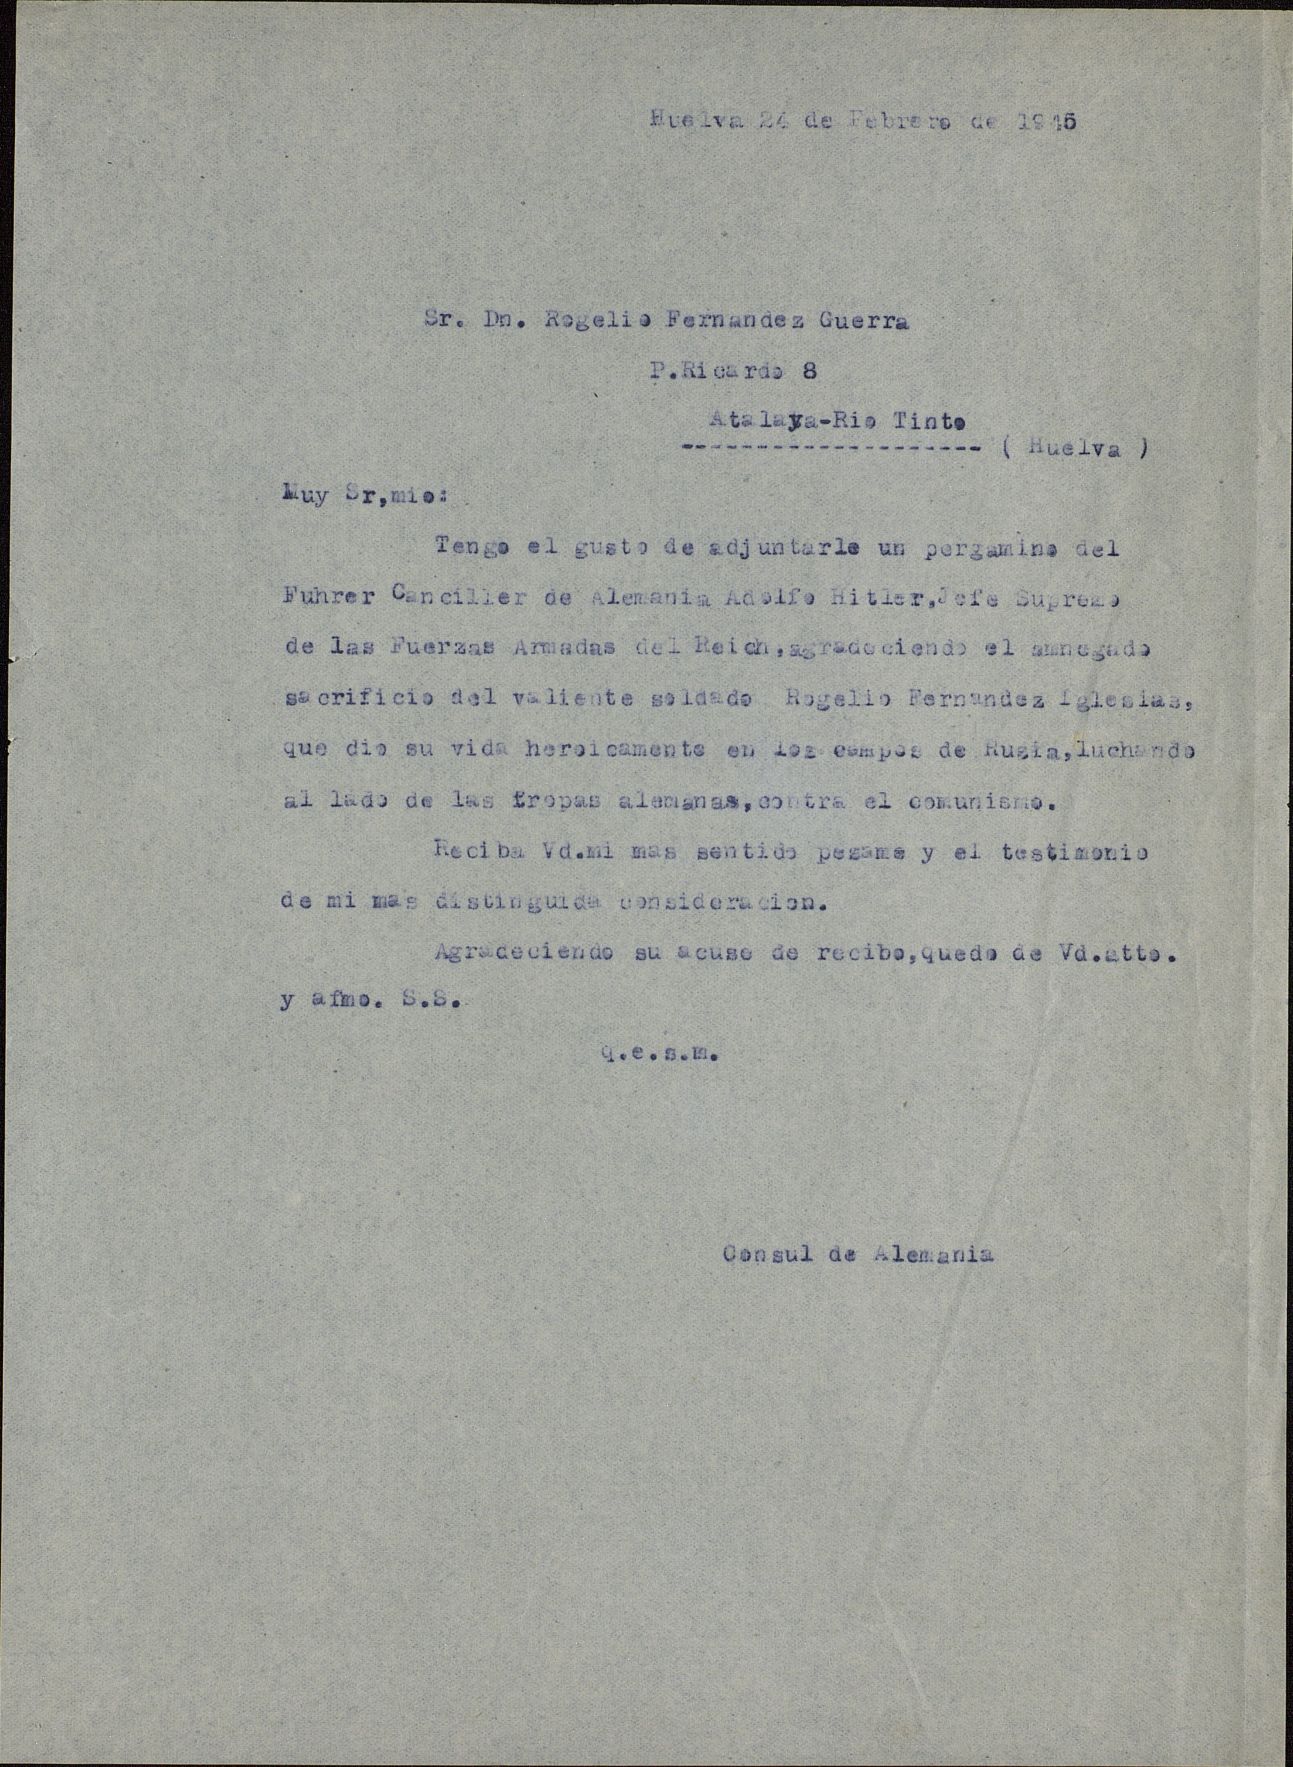 Huelva 24 de Febrero de 1945
Sr. Dn. Rogelio Fernandez Guerra
P.Ricardo 8
Atalaya-Rio Tinto
-------------------- ( Huelva )
Muy Sr,mio:
Tengo el gusto de adjuntarle un pergamino del
Fuhrer Canciller de Alemania Adolfo Hitler,Jefe Supremo
de las Fuerzas Armadas del Reich,agradeciendo el amnegado
sacrificio del valiente soldado Rogelio Fernandez Iglesias,
que dio su vida heroicamente en los campos de Rusia,luchando
al lado de las tropas alemanas,contra el comunismo.
Reciba Vd.mi mas sentido pesame y el testimonio
de mi mas distinguida consideracion.
Agradeciendo su acuse de recibo,quedo de Vd.atto.
y afmo. S.S.
q.e.s.m.
Consul de Alemania